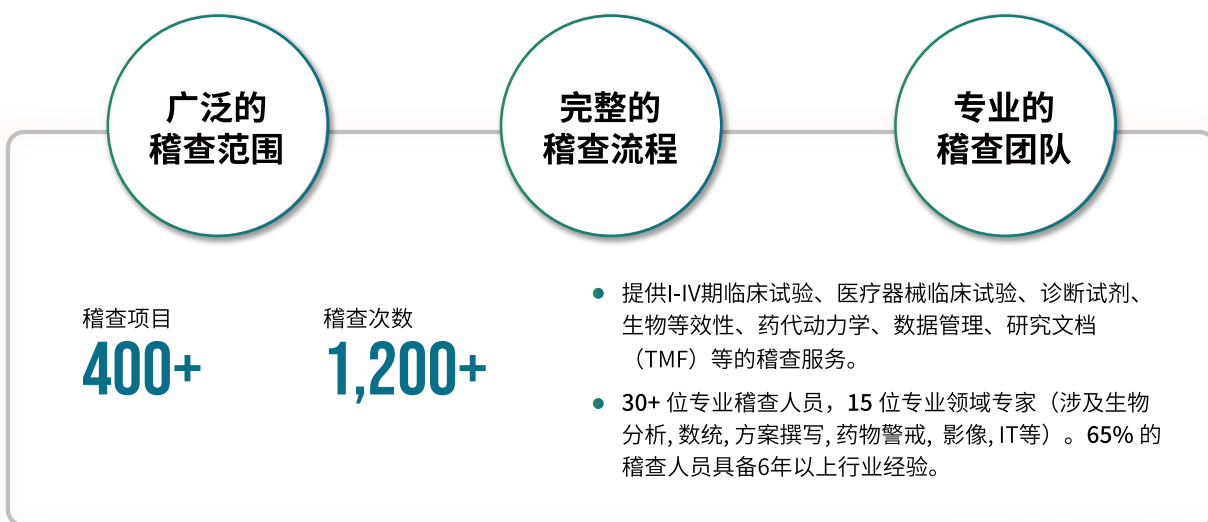 广泛的
稽查范围
完整的
稽查流程
专业的
稽查团队
稽查项目
400+
稽查次数
1,200+
● 提供I-IV期临床试验、医疗器械临床试验、诊断试剂、
生物等效性、药代动力学、数据管理、研究文档
（TMF）等的稽查服务。
● 30+ 位专业稽查人员，15 位专业领域专家（涉及生物
分析, 数统, 方案撰写, 药物警戒, 影像, IT等）。65% 的
稽查人员具备6年以上行业经验。